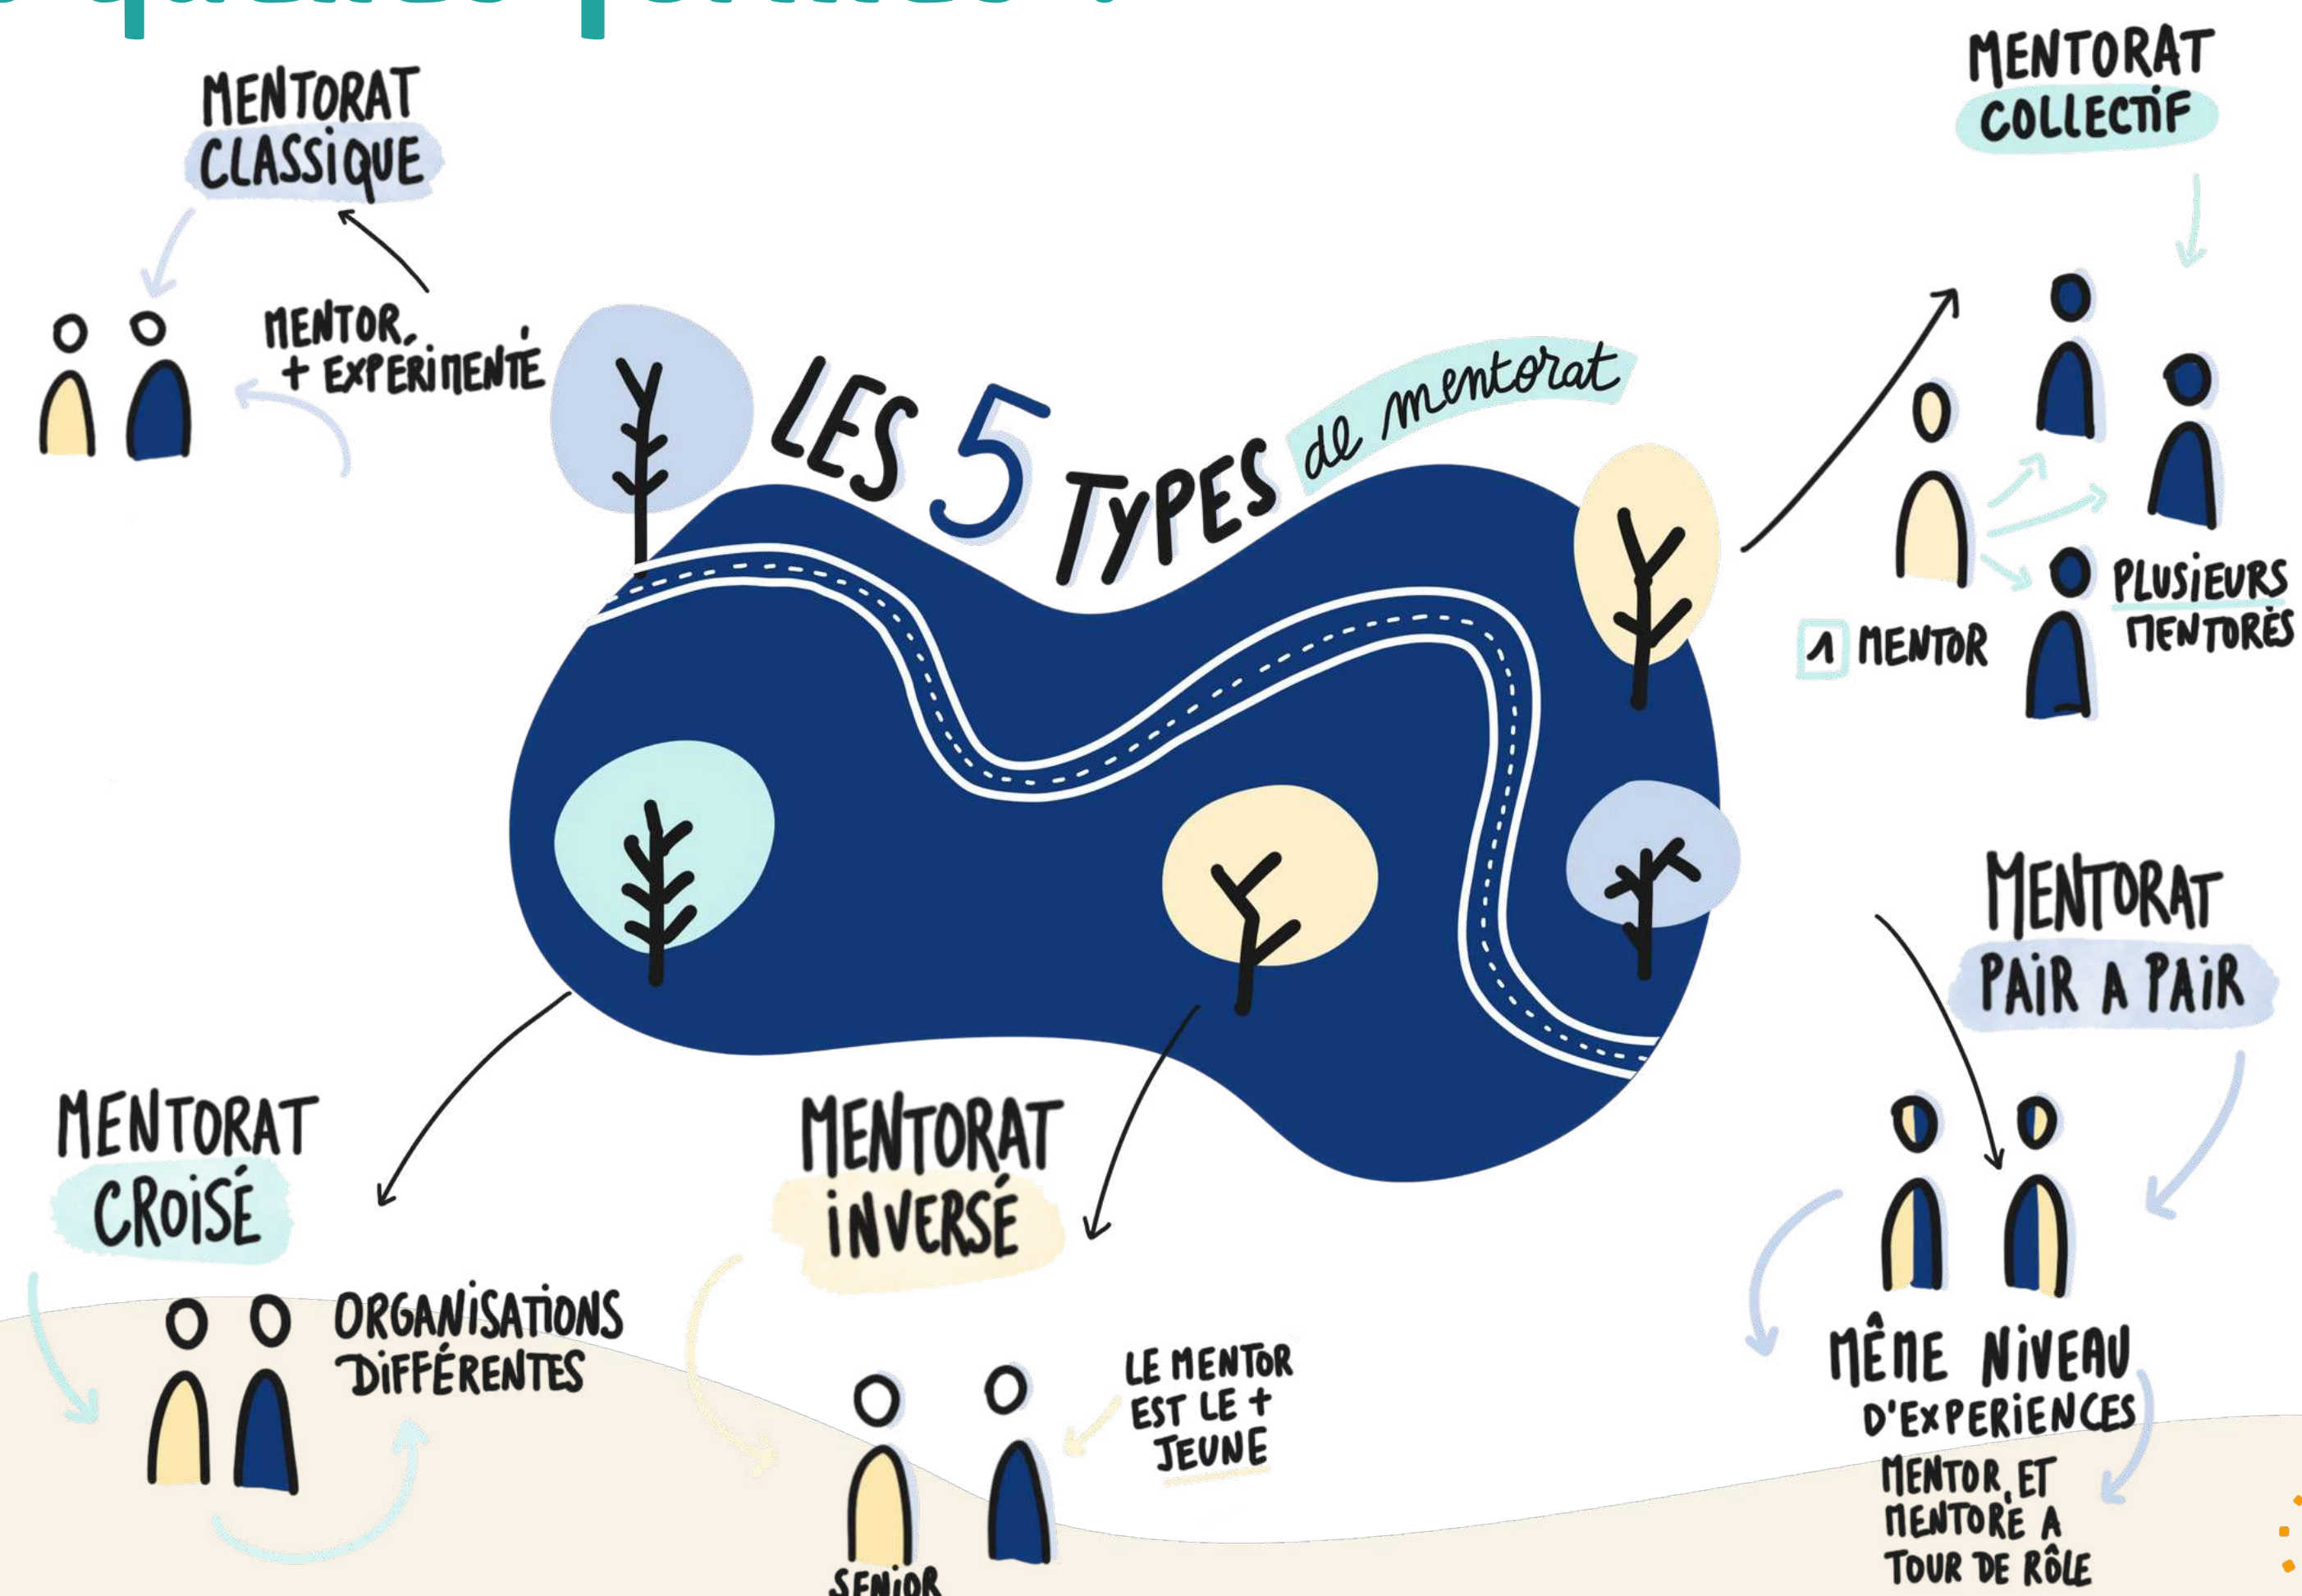 MENTORAT
CLASSIQUE
MENTOR
+ EXPÉRIMENTÉ
LES 5 TYPES de mentorat
MENTORAT
COLLECTIF
1 MENTOR
PLUSIEURS
MENTORÉS
MENTORAT
PAIR A PAIR
MÊME NIVEAU
D'EXPERIENCES
MENTOR ET
MENTORÉ A
TOUR DE RÔLE
MENTORAT
CROISÉ
ORGANISATIONS
DIFFÉRENTES
MENTORAT
INVERSÉ
LE MENTOR
EST LE +
JEUNE
SENIOR